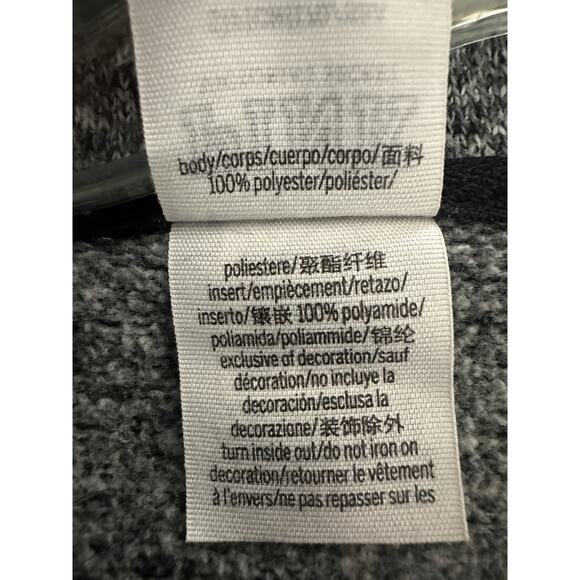 body/corps/cuerpo/corpo/面料
100% polyester/poliéster/
poliestere/聚酯纤维
insert/empiècement/retazo/
inserto/镶嵌 100% polyamide/
poliamida/poliammide/锦纶
exclusive of decoration/sauf
décoration/no incluye la
decoración/esclusa la
decorazione/装饰除外
turn inside out/do not iron on
decoration/retourner le vêtement
à l'envers/ne pas repasser sur les